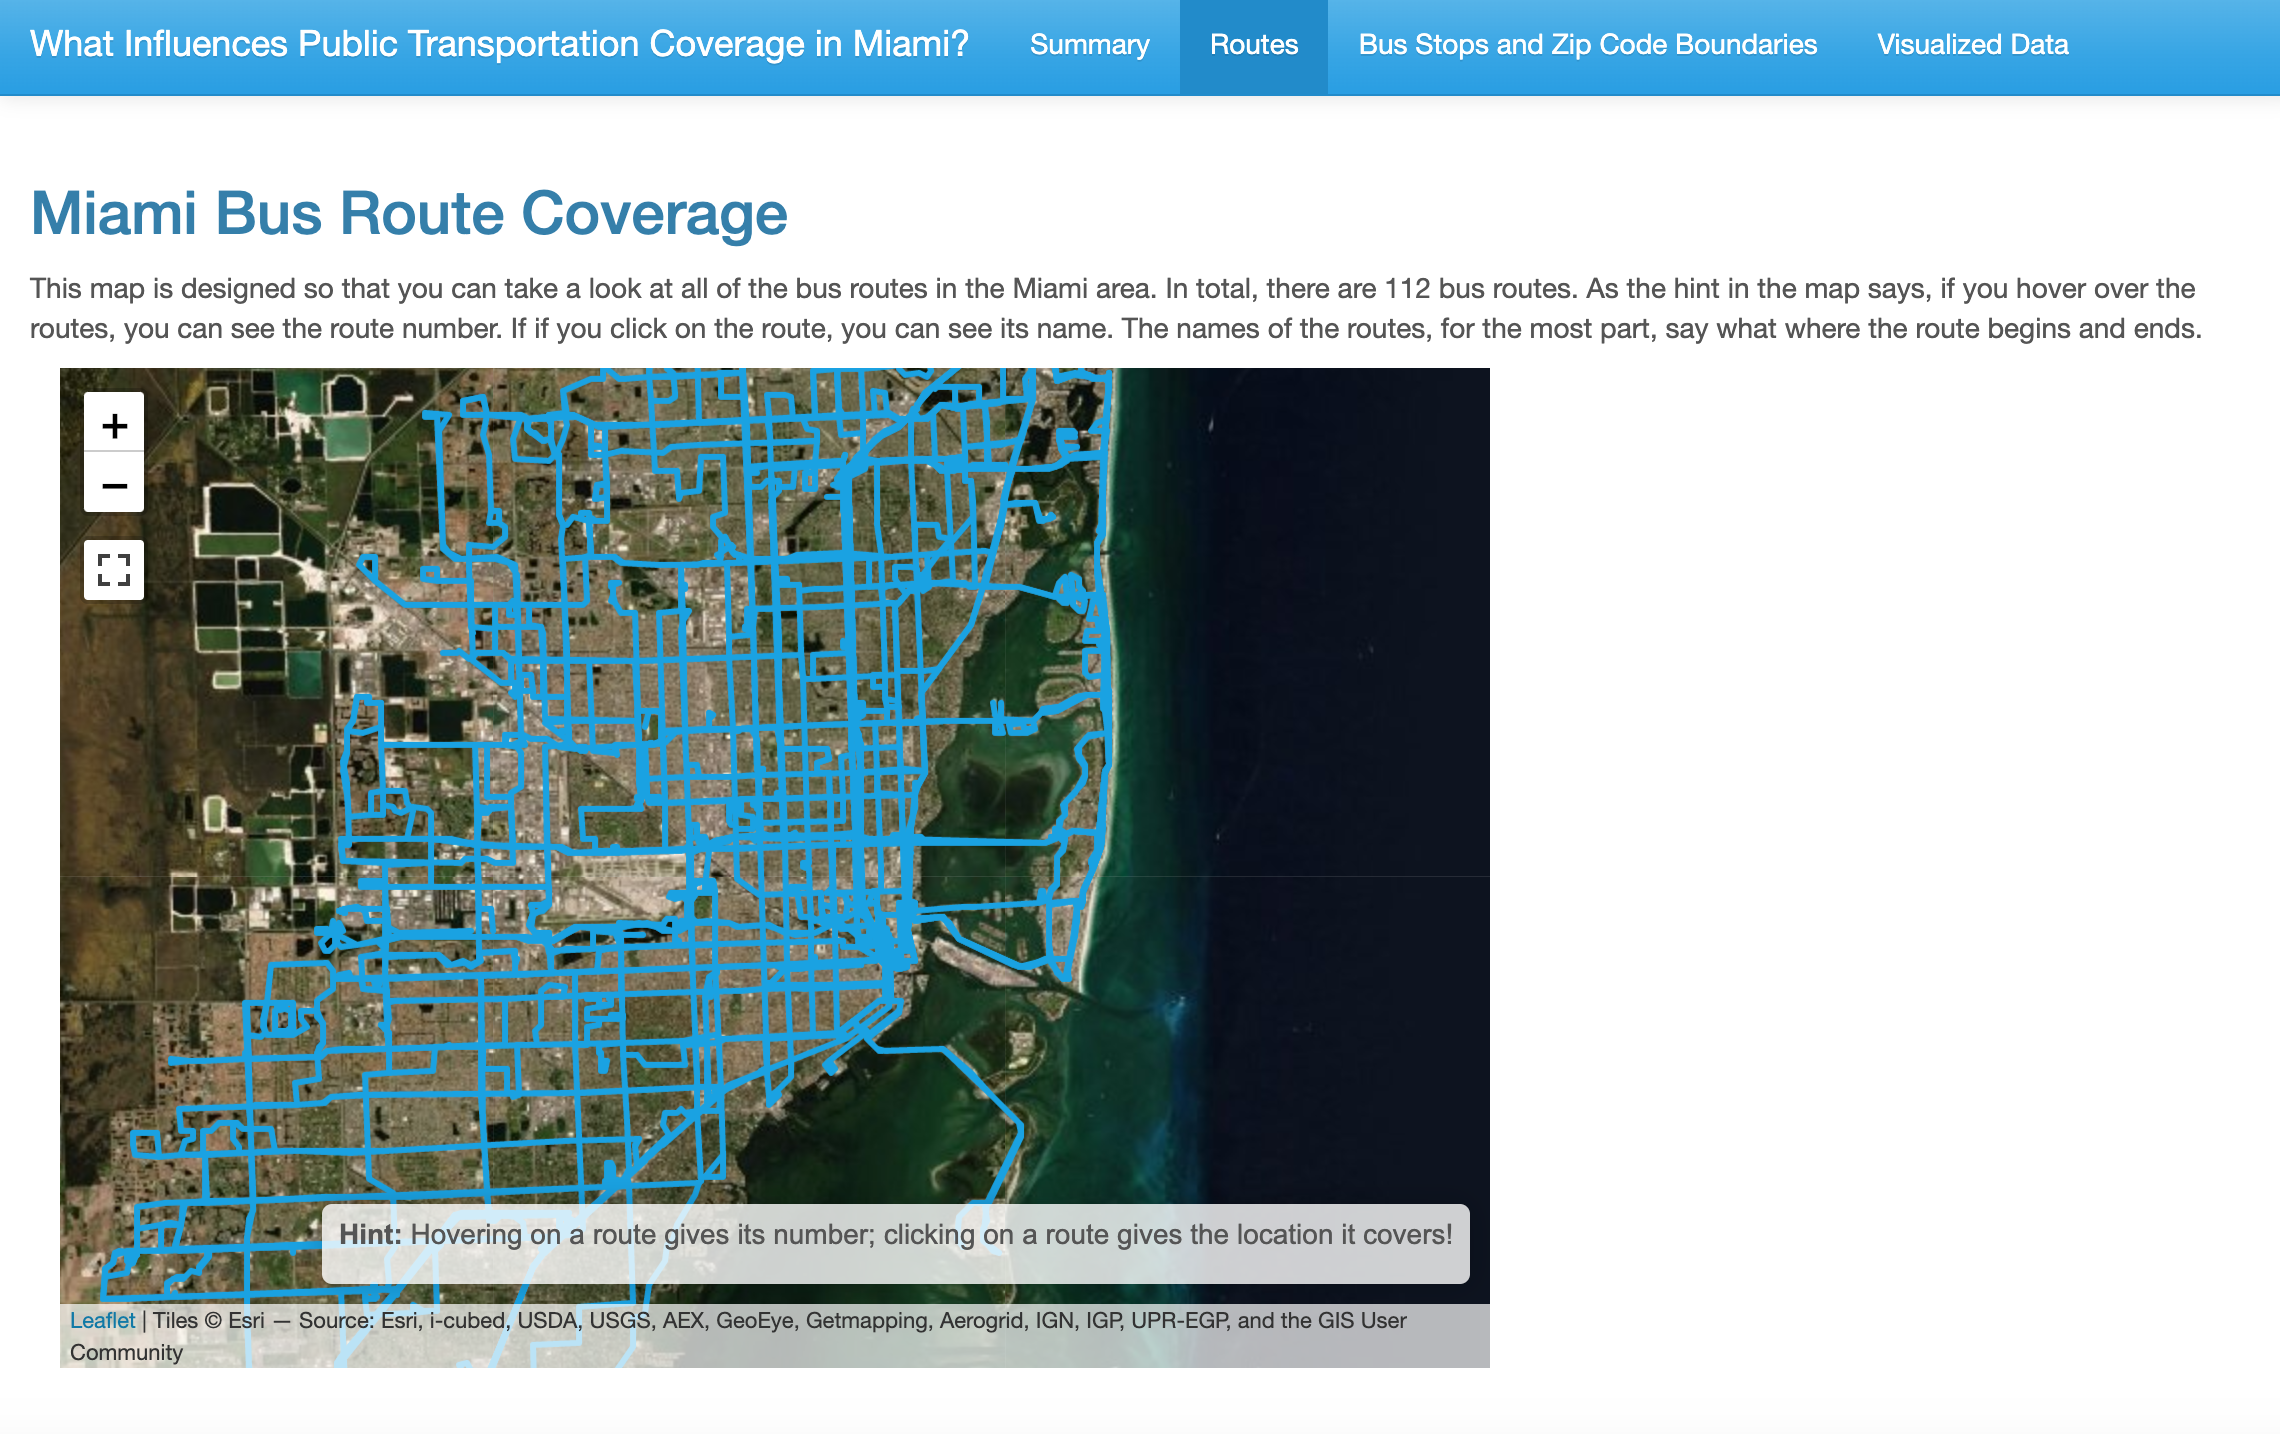 What Influences Public Transportation Coverage in Miami? Summary Routes Bus Stops and Zip Code Boundaries Visualized Data
Miami Bus Route Coverage
This map is designed so that you can take a look at all of the bus routes in the Miami area. In total, there are 112 bus routes. As the hint in the map says, if you hover over the
routes, you can see the route number. If if you click on the route, you can see its name. The names of the routes, for the most part, say what where the route begins and ends.
+
−
Hint: Hovering on a route gives its number; clicking on a route gives the location it covers!
Leaflet | Tiles © Esri — Source: Esri, i-cubed, USDA, USGS, AEX, GeoEye, Getmapping, Aerogrid, IGN, IGP, UPR-EGP, and the GIS User
Community